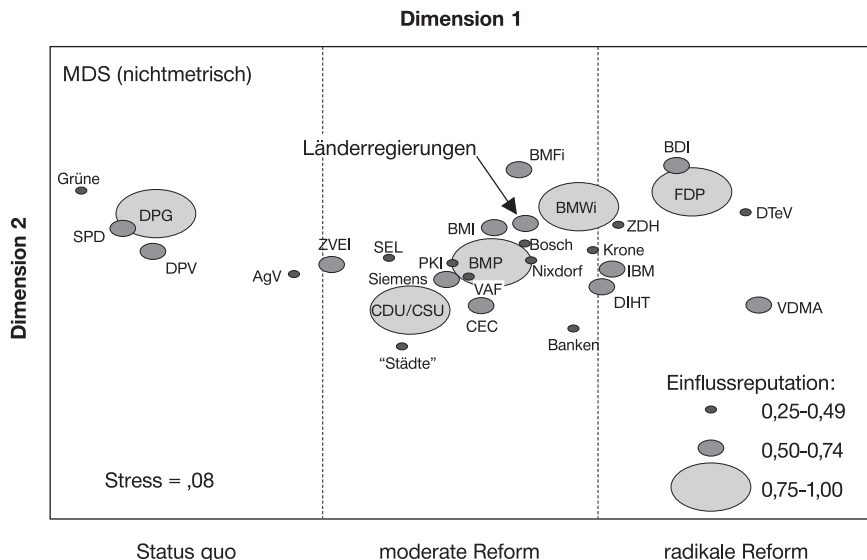 Dimension 1
MDS (nichtmetrisch)
Länderregierungen
BMFi
BDI
Grüne
DPG
BMWi
FDP
DTeV
SPD
BMI
ZDH
DPV
ZVEI
SEL
PKI
BMP
Bosch
Krone
AgV
Siemens
Nixdorf
IBM
VAF
CDU/CSU
CEC
DIHT
VDMA
Banken
“Städte”
Dimension 2
Einflussreputation:
0,25–0,49
0,50–0,74
0,75–1,00
Stress = ,08
Status quo
moderate Reform
radikale Reform